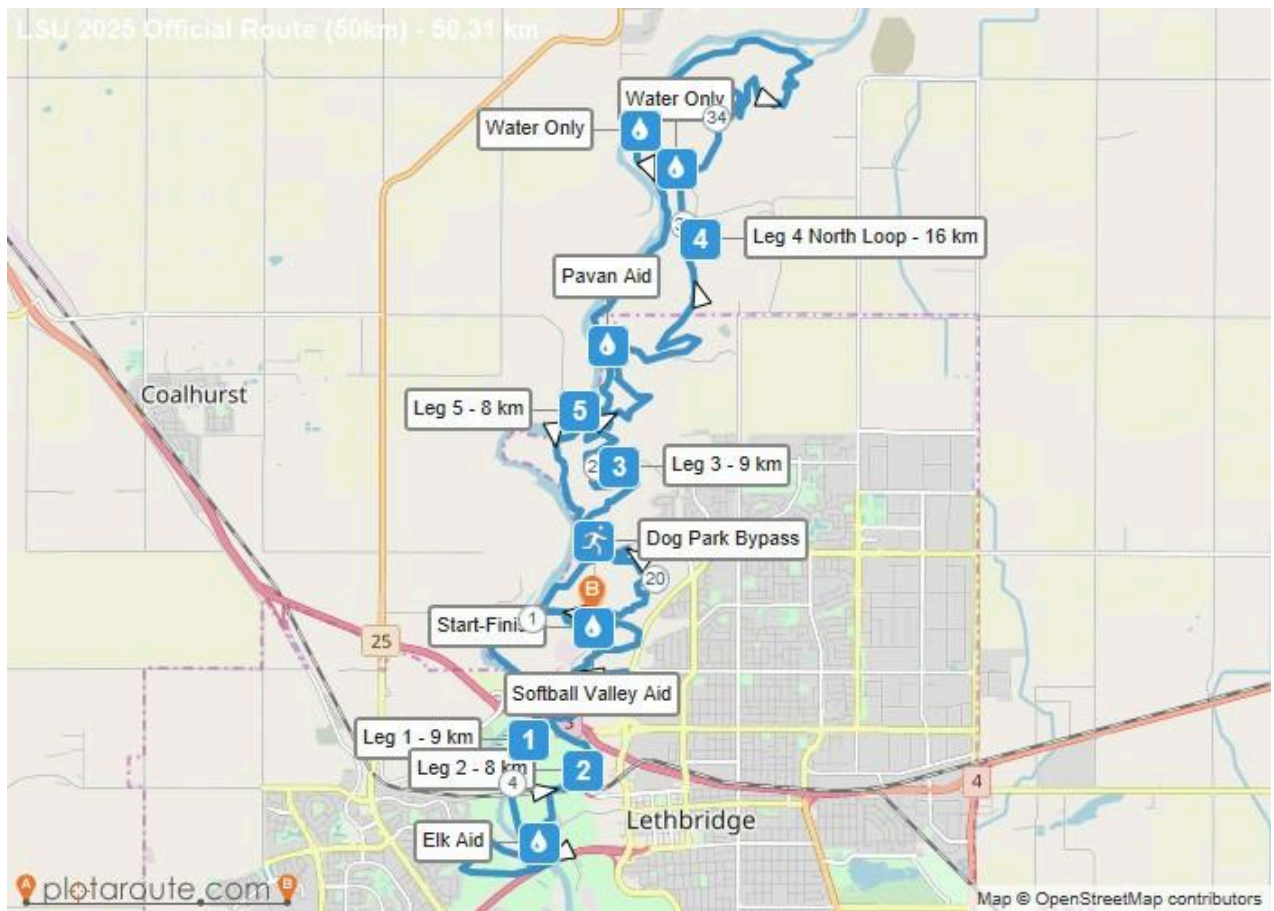 LSU 2025 Official Route (50km) - 50.31 km
Water Only
Water Only
34
4
Leg 4 North Loop - 16 km
Pavan Aid
Coalhurst
Leg 5 - 8 km
5
3
Leg 3 - 9 km
Dog Park Bypass
20
B
1
Start-Finis
25
Softball Valley Aid
3
Leg 1 - 9 km
1
Leg 2 - 8 km
2
4
4
Lethbridge
Elk Aid
A plotaroute.com B
Map © OpenStreetMap contributors